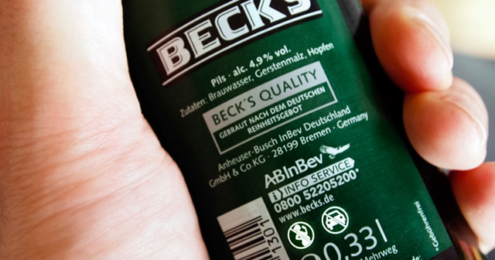 BECK'S
Pils · alc. 4,9% vol.
Zutaten: Brauwasser, Gerstenmalz, Hopfen
BECK'S QUALITY
GEBRAUT NACH DEM DEUTSCHEN
REINHEITSGEBOT
Anheuser-Busch InBev Deutschland
GmbH & Co KG · 28199 Bremen · Germany
ABInBev
INFO SERVICE
0800 52205200*
www.becks.de
0,33l
Mehrweg
*Gebührenfrei